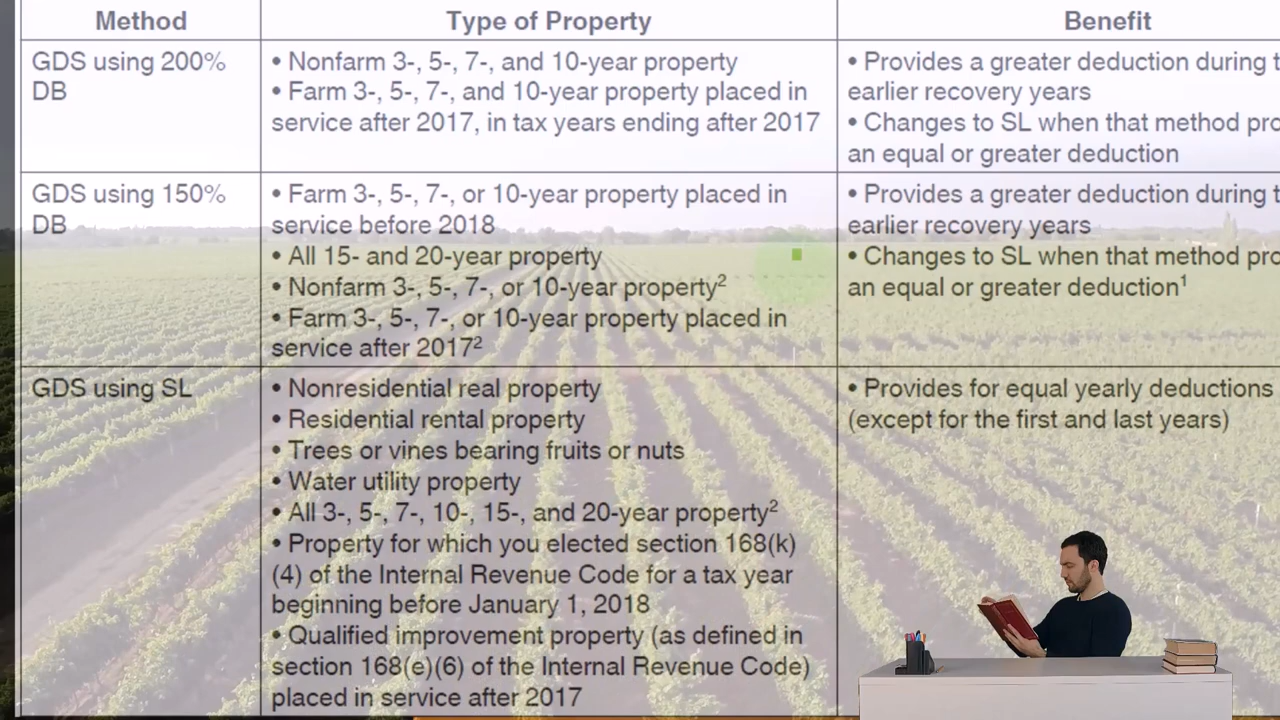 Method
Type of Property
Benefit
GDS using 200%
DB
• Nonfarm 3-, 5-, 7-, and 10-year property
• Farm 3-, 5-, 7-, and 10-year property placed in
service after 2017, in tax years ending after 2017
• Provides a greater deduction during
earlier recovery years
• Changes to SL when that method
an equal or greater deduction
GDS using 150%
DB
• Farm 3-, 5-, 7-, or 10-year property placed in
service before 2018
• All 15- and 20-year property
• Nonfarm 3-, 5-, 7-, or 10-year property²
• Farm 3-, 5-, 7-, or 10-year property placed in
service after 2017²
• Provides a greater deduction during
earlier recovery years
• Changes to SL when that method
an equal or greater deduction¹
GDS using SL
• Nonresidential real property
• Residential rental property
• Trees or vines bearing fruits or nuts
• Water utility property
• All 3-, 5-, 7-, 10-, 15-, and 20-year property²
• Property for which you elected section 168(k)
(4) of the Internal Revenue Code for a tax year
beginning before January 1, 2018
• Qualified improvement property (as defined in
section 168(e)(6) of the Internal Revenue Code)
placed in service after 2017
• Provides for equal yearly deductions
(except for the first and last years)